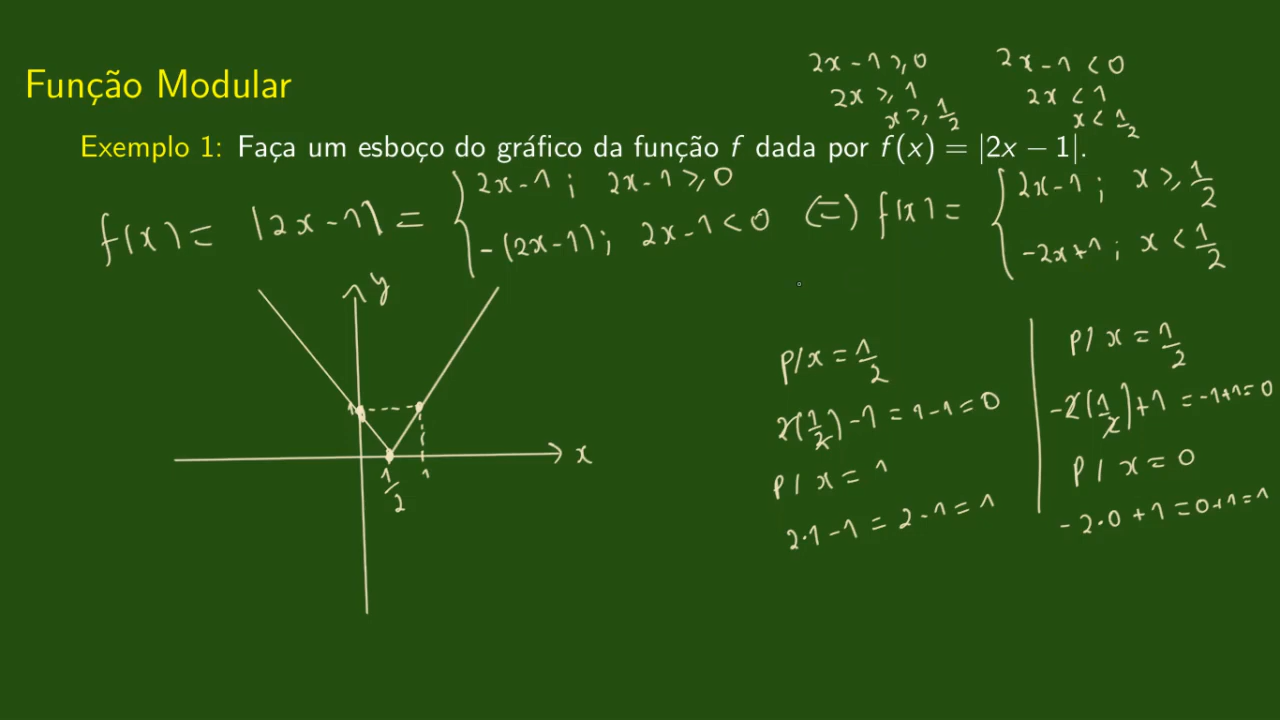 Função Modular
2x - 1 ≥ 0
2x ≥ 1
x ≥ 1/2
2x - 1 < 0
2x < 1
x < 1/2
Exemplo 1: Faça um esboço do gráfico da função f dada por f(x) = |2x − 1|.
f(x) = |2x - 1| = { 2x - 1 ; 2x - 1 ≥ 0
-(2x - 1) ; 2x - 1 < 0
(=) f(x) = { 2x - 1 ; x ≥ 1/2
-2x + 1 ; x < 1/2
y
1
x
1/2
1
P/ x = 1/2
2(1/2) - 1 = 1 - 1 = 0
P/ x = 1
2·1 - 1 = 2 - 1 = 1
P/ x = 1/2
-2(1/2) + 1 = -1 + 1 = 0
P/ x = 0
-2·0 + 1 = 0 + 1 = 1